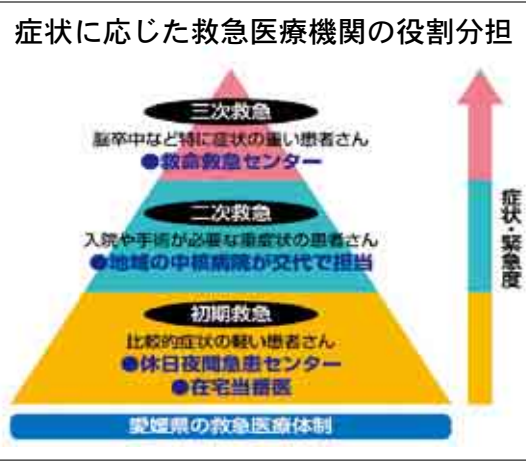 症状に応じた救急医療機関の役割分担
三次救急
脳卒中など特に症状の重い患者さん
●救命救急センター
二次救急
入院や手術が必要な重症状の患者さん
●地域の中核病院が交代で担当
初期救急
比較的症状の軽い患者さん
●休日夜間急患センター
●在宅当番医
愛媛県の救急医療体制
症状・緊急度